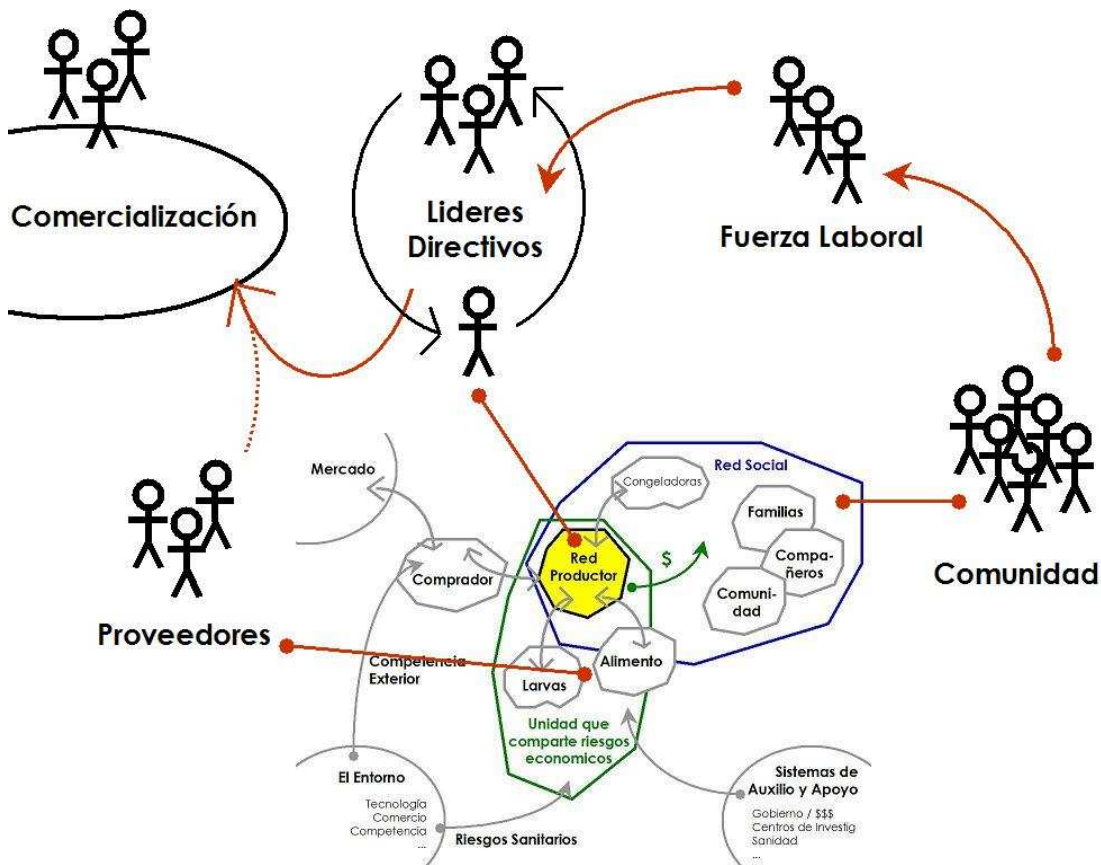 Comercialización
Lideres
Directivos
Fuerza Laboral
Comunidad
Proveedores
Mercado
Red Social
Congeladoras
Familias
Compa-
ñeros
Comuni-
dad
Red
Productor
$
Comprador
Competencia
Exterior
Larvas
Alimento
Unidad que
comparte riesgos
economicos
El Entorno
Tecnología
Comercio
Competencia
...
Riesgos Sanitarios
Sistemas de
Auxilio y Apoyo
Gobierno / $$$
Centros de Investig
Sanidad
...